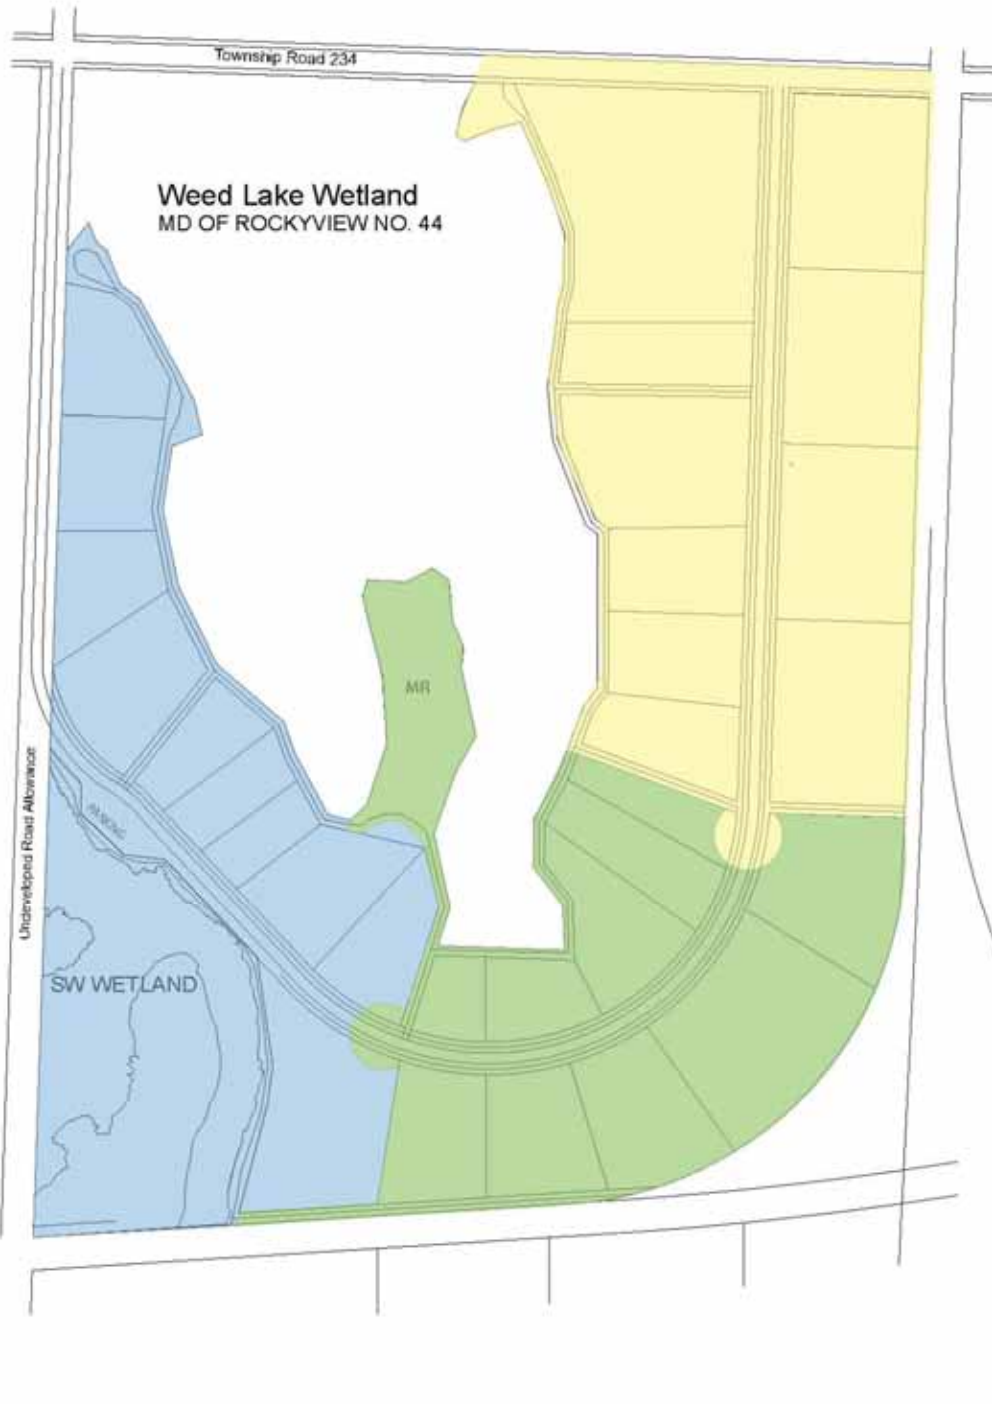 Township Road 234
Weed Lake Wetland
MD OF ROCKYVIEW NO. 44
MR
Undeveloped Road Allowance
SW WETLAND